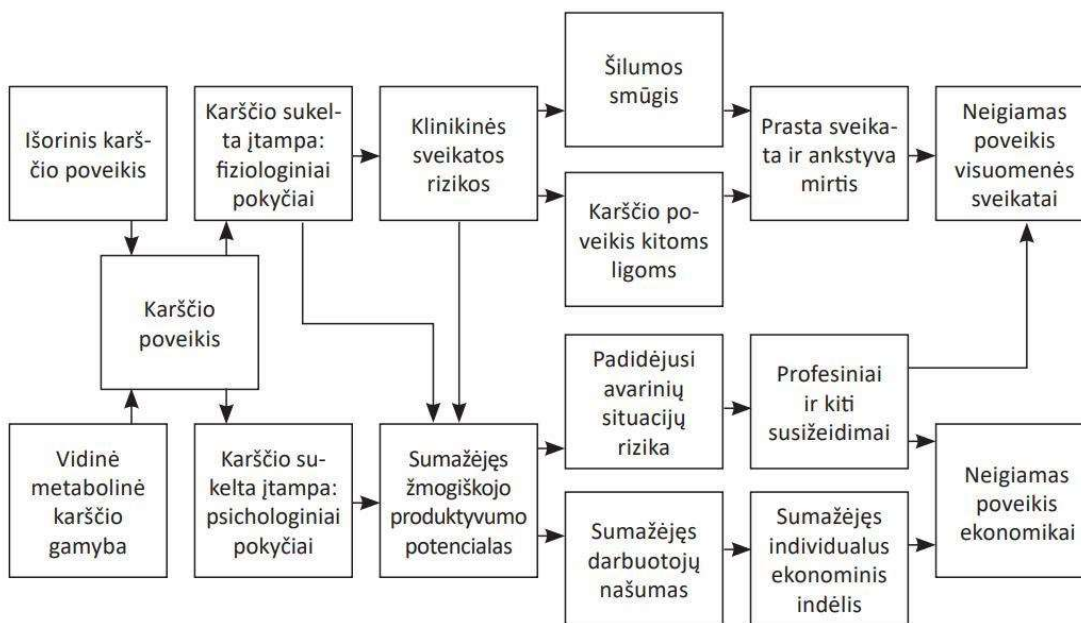 Išorinis karš-
čio poveikis
Karščio
poveikis
Vidinė
metabolinė
karščio
gamyba
Karščio sukel-
ta įtampa:
fiziologiniai
pokyčiai
Karščio su-
kelta įtampa:
psichologiniai
pokyčiai
Klinikinės
sveikatos
rizikos
Sumažėjęs
žmogiškojo
produktyvumo
potencialas
Šilumos
smūgis
Karščio po-
veikis kitoms
ligoms
Padidėjusi
avarinių
situacijų
rizika
Sumažėjęs
darbuotojų
našumas
Prasta sveika-
ta ir ankstyva
mirtis
Profesiniai
ir kiti
susižeidimai
Sumažėjęs
individualus
ekonominis
indėlis
Neigiamas
poveikis
visuomenės
sveikatai
Neigiamas
poveikis
ekonomikai